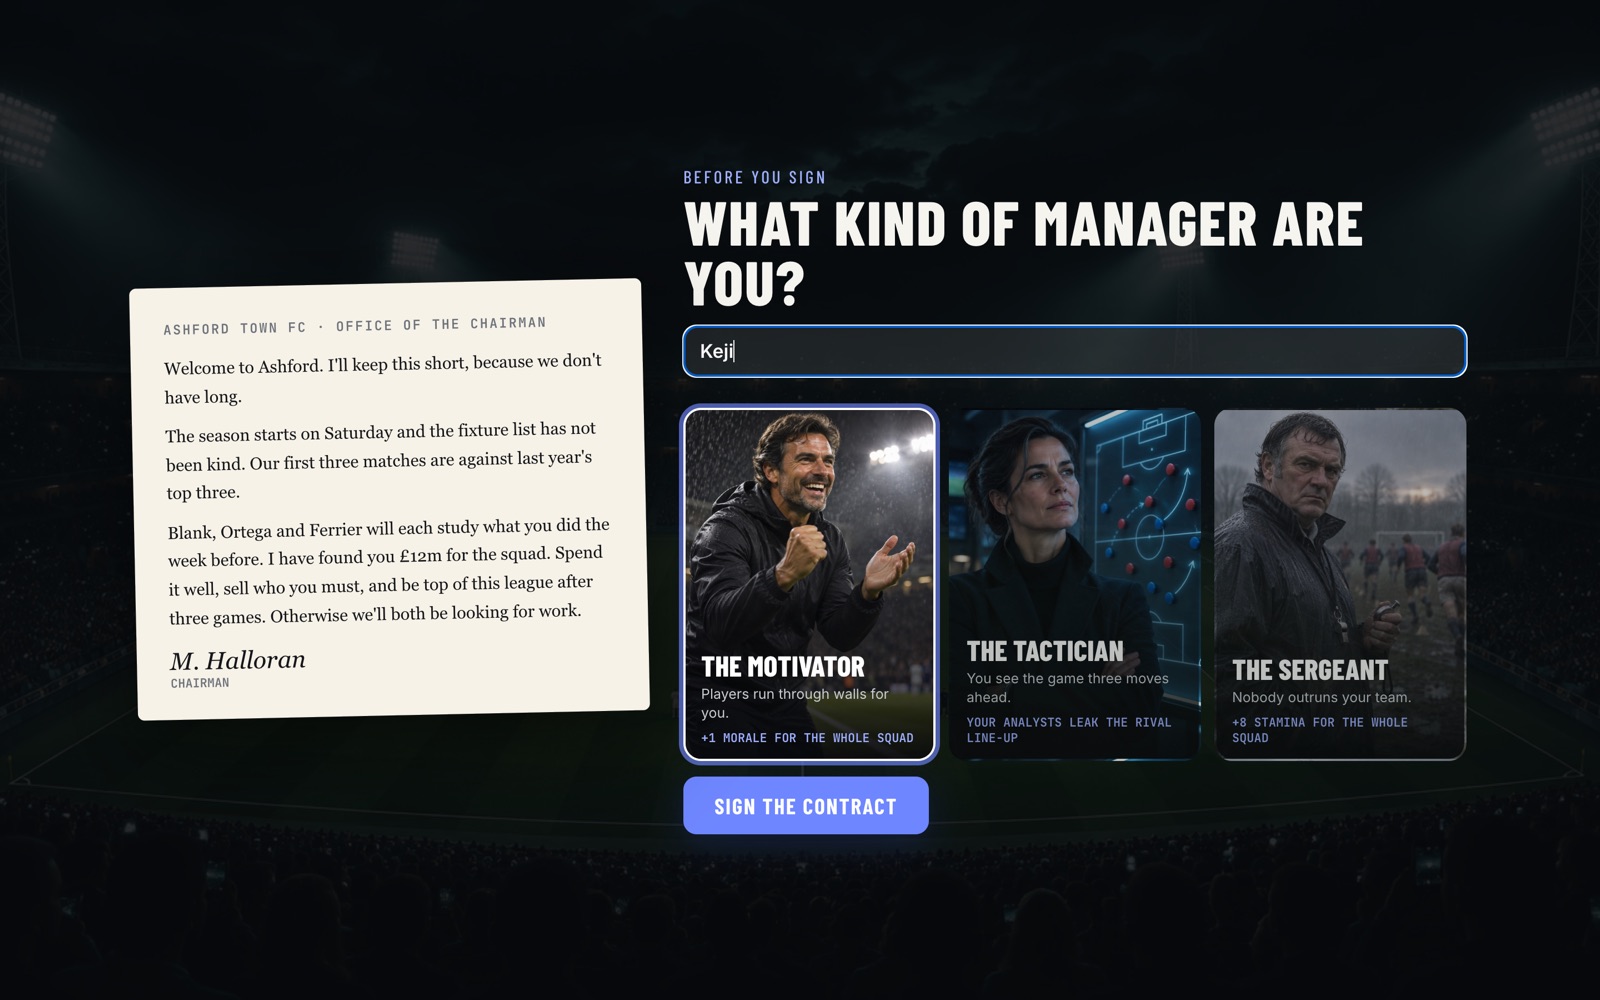 ASHFORD TOWN FC · OFFICE OF THE CHAIRMAN
Welcome to Ashford. I'll keep this short, because we don't
have long.
The season starts on Saturday and the fixture list has not
been kind. Our first three matches are against last year's
top three.
Blank, Ortega and Ferrier will each study what you did the
week before. I have found you £12m for the squad. Spend
it well, sell who you must, and be top of this league after
three games. Otherwise we'll both be looking for work.
M. Halloran
CHAIRMAN
BEFORE YOU SIGN
WHAT KIND OF MANAGER ARE
YOU?
Keji
THE MOTIVATOR
Players run through walls for
you.
+1 MORALE FOR THE WHOLE SQUAD
THE TACTICIAN
You see the game three moves
ahead.
YOUR ANALYSTS LEAK THE RIVAL
LINE-UP
THE SERGEANT
Nobody outruns your team.
+8 STAMINA FOR THE WHOLE
SQUAD
SIGN THE CONTRACT